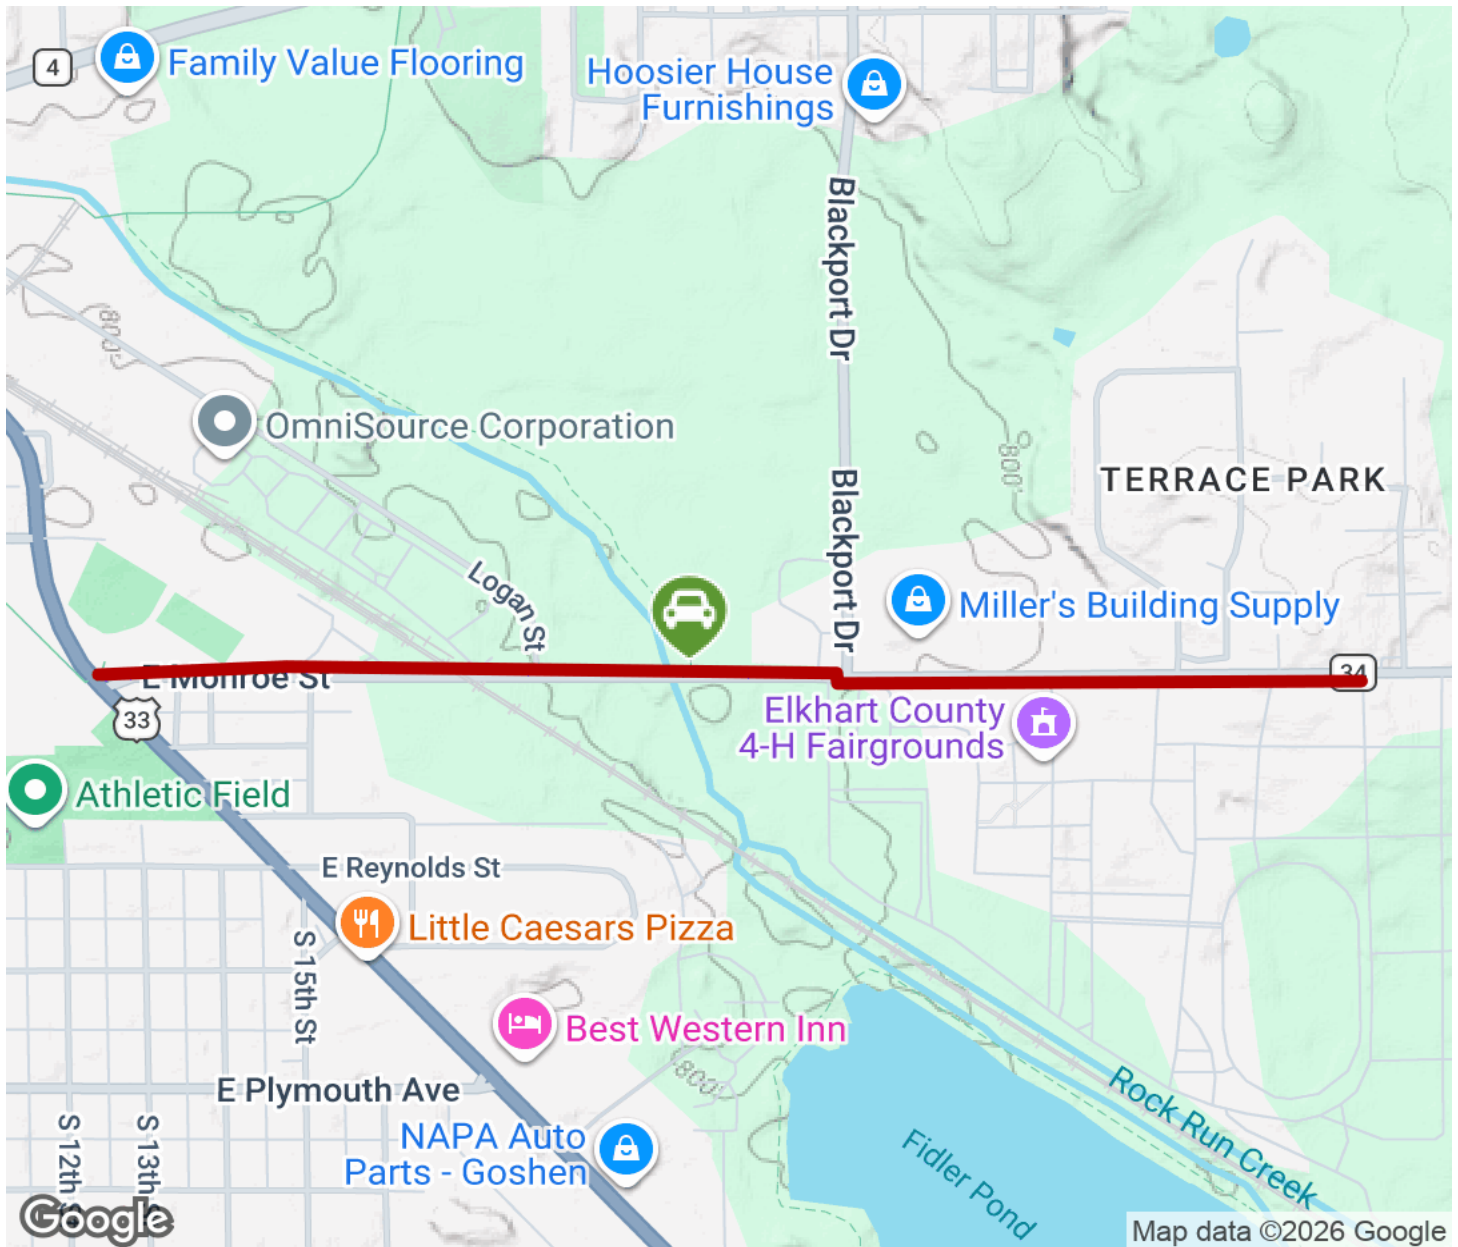 4
Family Value Flooring
Hoosier House
Furnishings
Blackport Dr
800'
OmniSource Corporation
800'
TERRACE PARK
Blackport Dr
Logan St
Miller's Building Supply
E Monroe St
34
33
Elkhart County
4-H Fairgrounds
Athletic Field
E Reynolds St
Little Caesars Pizza
S 15th St
Best Western Inn
800'
E Plymouth Ave
S 12th S
S 13th S
NAPA Auto
Parts - Goshen
Rock Run Creek
Fidler Pond
Google
Map data ©2026 Google